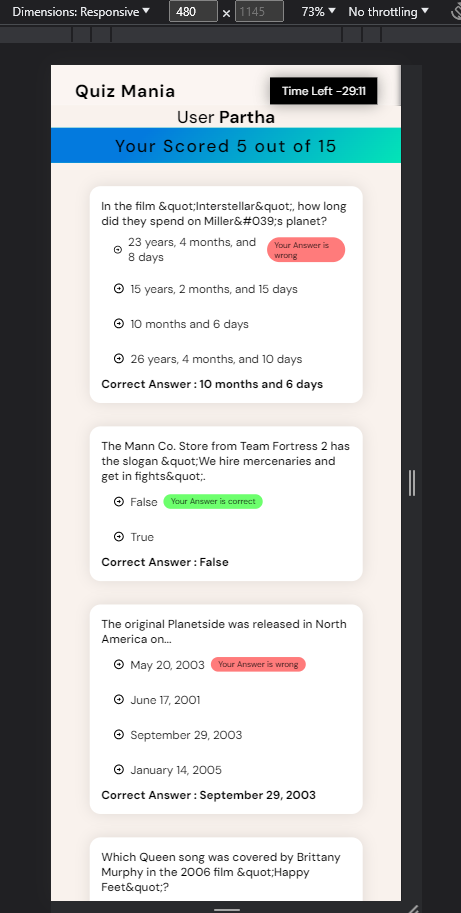 Dimensions: Responsive 480 x 1145 73% No throttling
Quiz Mania
Time Left -29:11
User Partha
Your Scored 5 out of 15
In the film &quot;Interstellar&quot;, how long
did they spend on Miller&#039;s planet?
23 years, 4 months, and
8 days
Your Answer is
wrong
15 years, 2 months, and 15 days
10 months and 6 days
26 years, 4 months, and 10 days
Correct Answer : 10 months and 6 days
The Mann Co. Store from Team Fortress 2 has
the slogan &quot;We hire mercenaries and
get in fights&quot;.
False Your Answer is correct
True
Correct Answer : False
The original Planetside was released in North
America on...
May 20, 2003 Your Answer is wrong
June 17, 2001
September 29, 2003
January 14, 2005
Correct Answer : September 29, 2003
Which Queen song was covered by Brittany
Murphy in the 2006 film &quot;Happy
Feet&quot;?